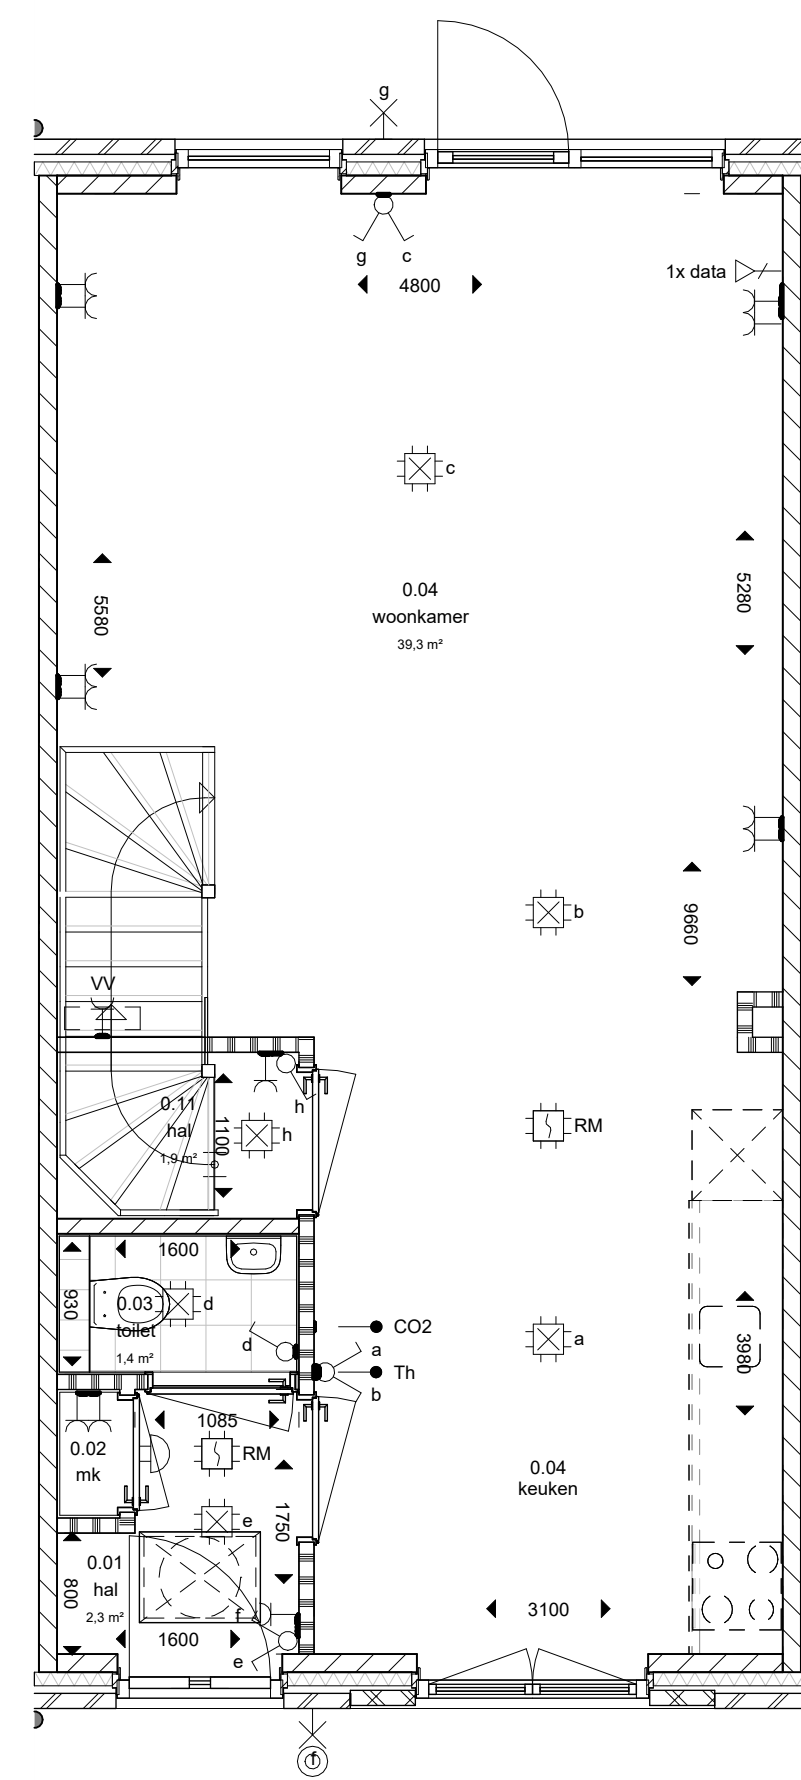 g
g
c
4800
1x data
c
5580
5280
0.04
woonkamer
39,3 m²
b
9660
VV
h
0.11
hal
1,9 m²
1100
h
RM
1600
930
0.03
toilet
1,4 m²
d
d
CO2
a
Th
b
a
3980
1085
0.02
mk
RM
0.04
keuken
e
1750
0.01
hal
2,3 m²
800
f
1600
e
3100
f